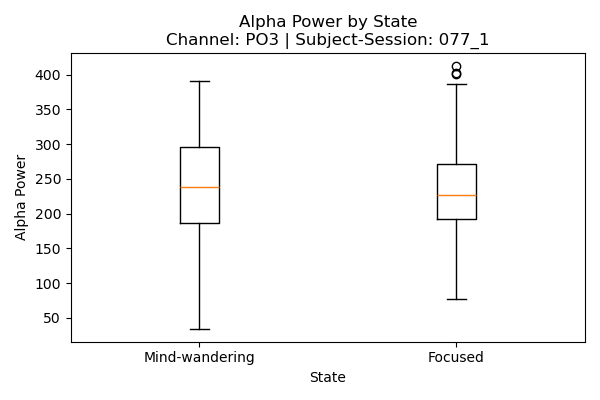 Alpha Power by State
Channel: PO3 | Subject-Session: 077_1
400
350
300
250
200
150
100
50
Alpha Power
Mind-wandering
Focused
State